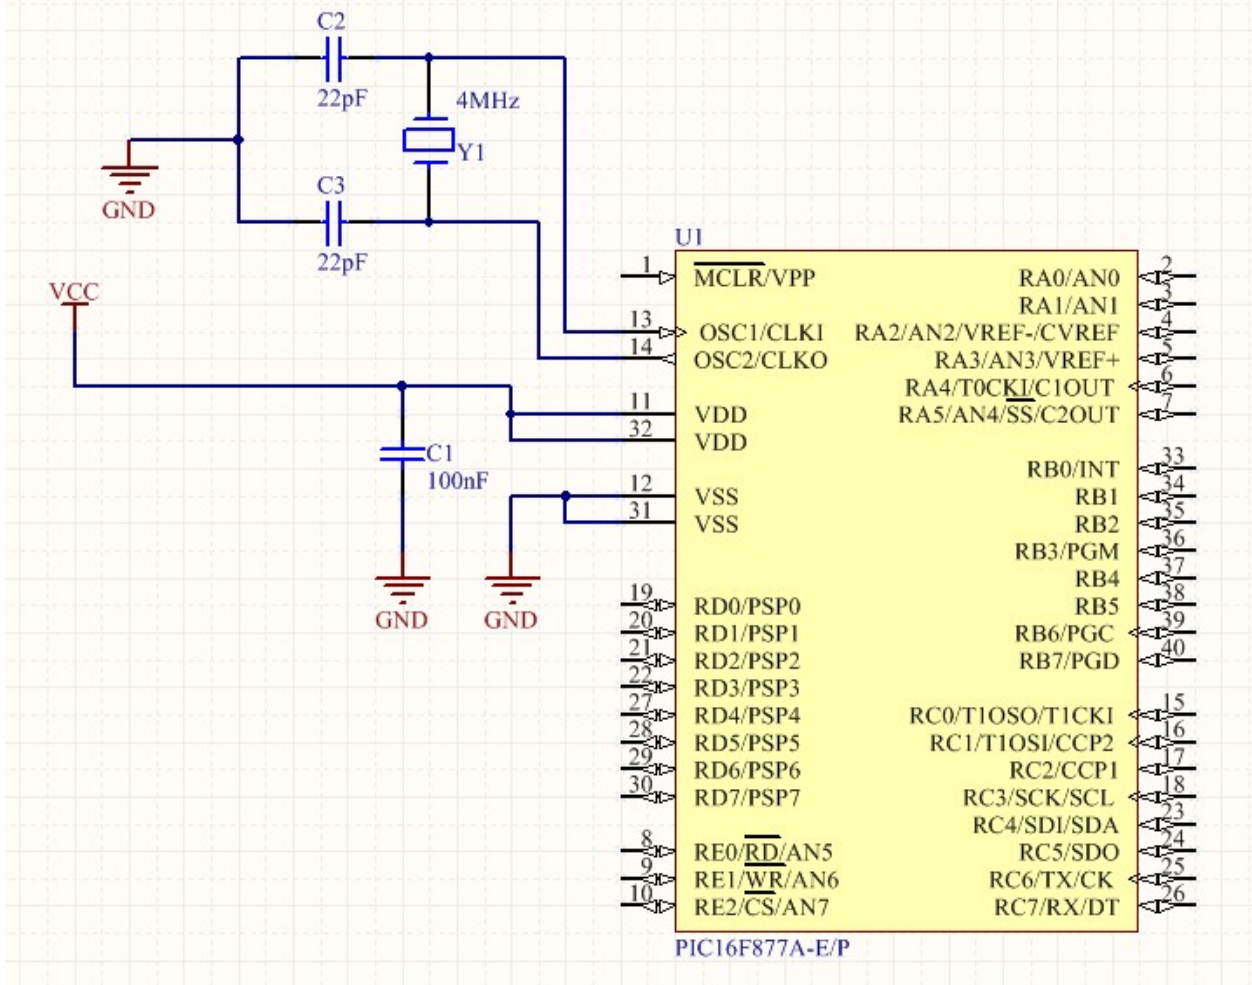 C2
22pF
4MHz
Y1
C3
22pF
GND
VCC
C1
100nF
GND
GND
U1
1 MCLR/VPP
13 OSC1/CLKI
14 OSC2/CLKO
11 VDD
32 VDD
12 VSS
31 VSS
19 RD0/PSP0
20 RD1/PSP1
21 RD2/PSP2
22 RD3/PSP3
27 RD4/PSP4
28 RD5/PSP5
29 RD6/PSP6
30 RD7/PSP7
8 RE0/RD/AN5
9 RE1/WR/AN6
10 RE2/CS/AN7
RA0/AN0 2
RA1/AN1 3
RA2/AN2/VREF-/CVREF 4
RA3/AN3/VREF+ 5
RA4/T0CKI/C1OUT 6
RA5/AN4/SS/C2OUT 7
RB0/INT 33
RB1 34
RB2 35
RB3/PGM 36
RB4 37
RB5 38
RB6/PGC 39
RB7/PGD 40
RC0/T1OSO/T1CKI 15
RC1/T1OSI/CCP2 16
RC2/CCP1 17
RC3/SCK/SCL 18
RC4/SDI/SDA 23
RC5/SDO 24
RC6/TX/CK 25
RC7/RX/DT 26
PIC16F877A-E/P